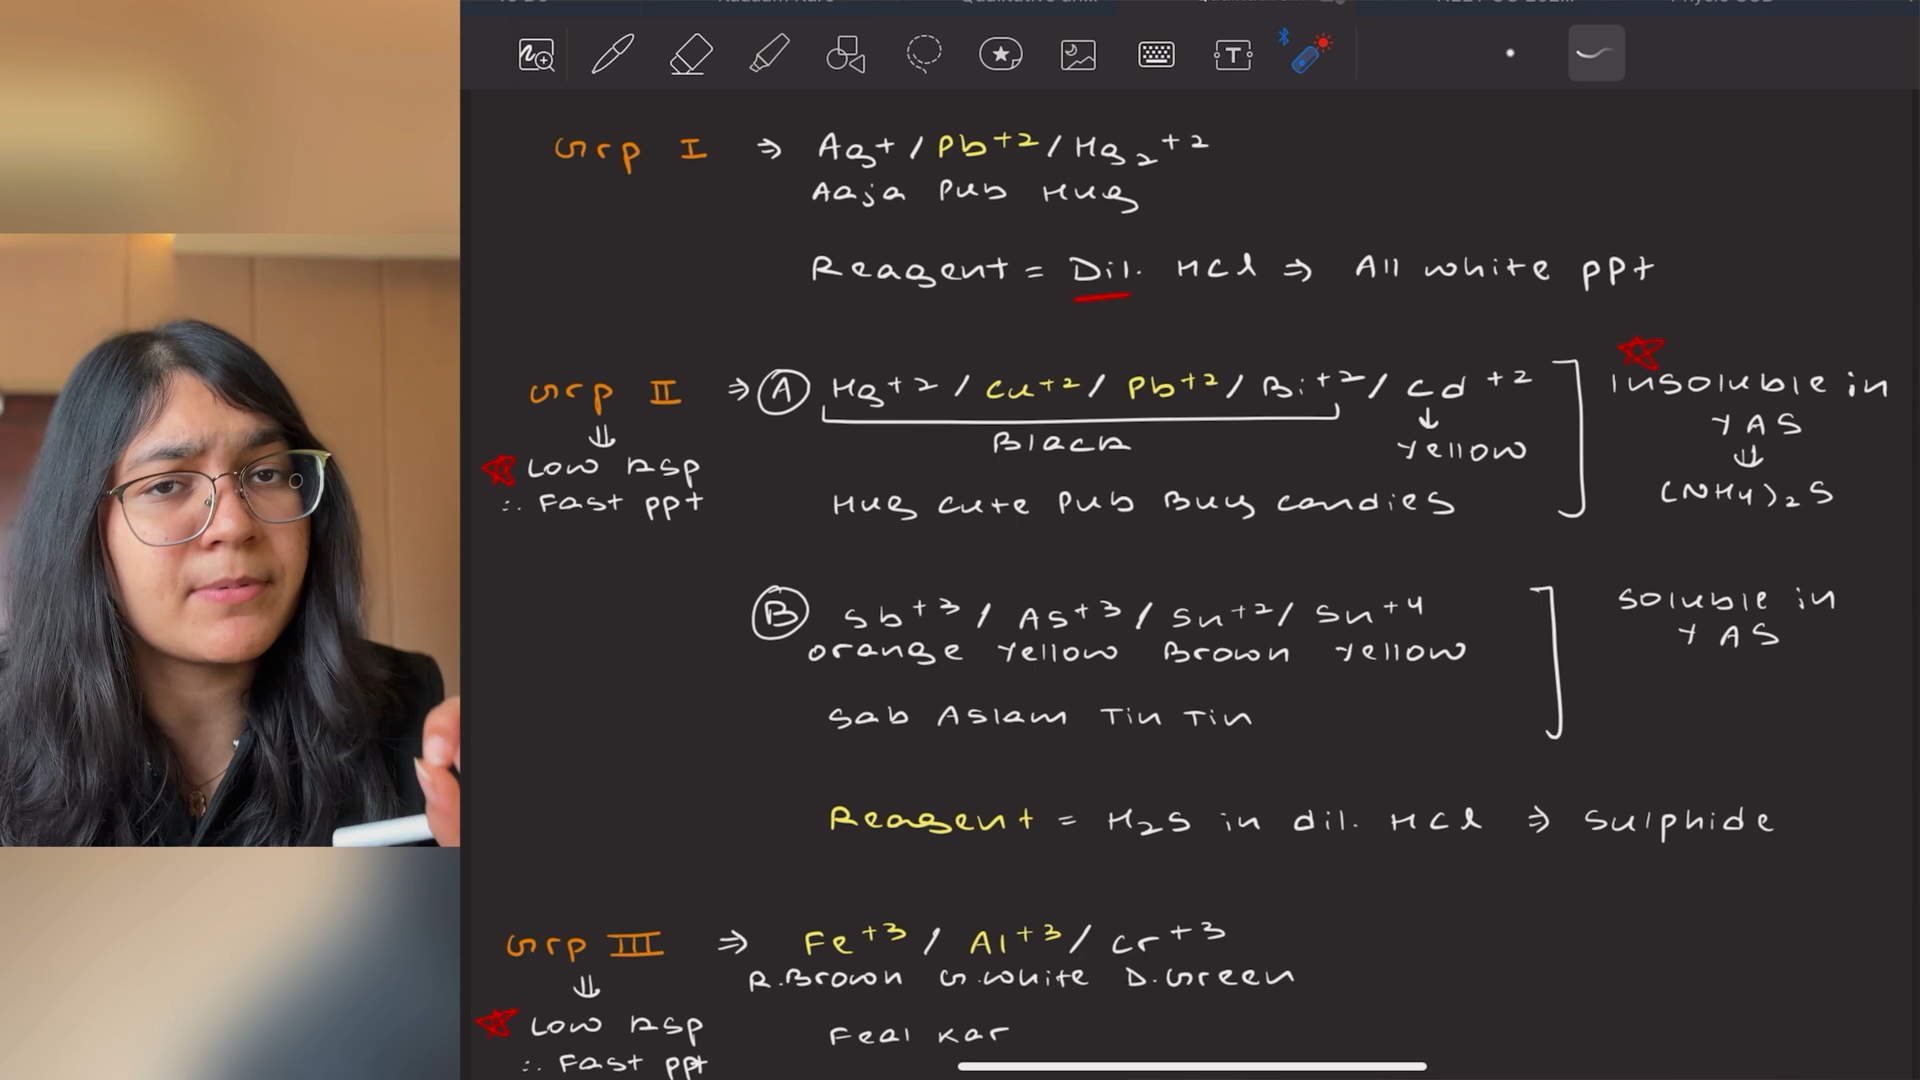 Grp I ⇒ Ag+ / Pb+2 / Hg2+2
Aaja Pub Hug
Reagent = Dil. HCl ⇒ All white ppt
Grp II ⇒ A Hg+2 / Cu+2 / Pb+2 / Bi+2 / Cd+2
Black
Yellow
Low Ksp
∴ Fast ppt
Hug cute Pub Buy candies
Insoluble in
YAS
⇓
(NH4)2S
B Sb+3 / As+3 / Sn+2 / Sn+4
orange Yellow Brown Yellow
Sab Aslam Tin Tin
soluble in
YAS
Reagent = H2S in dil. HCl ⇒ Sulphide
Grp III ⇒ Fe+3 / Al+3 / Cr+3
R.Brown G.white D.Green
Low Ksp
∴ Fast ppt
Feal Kar